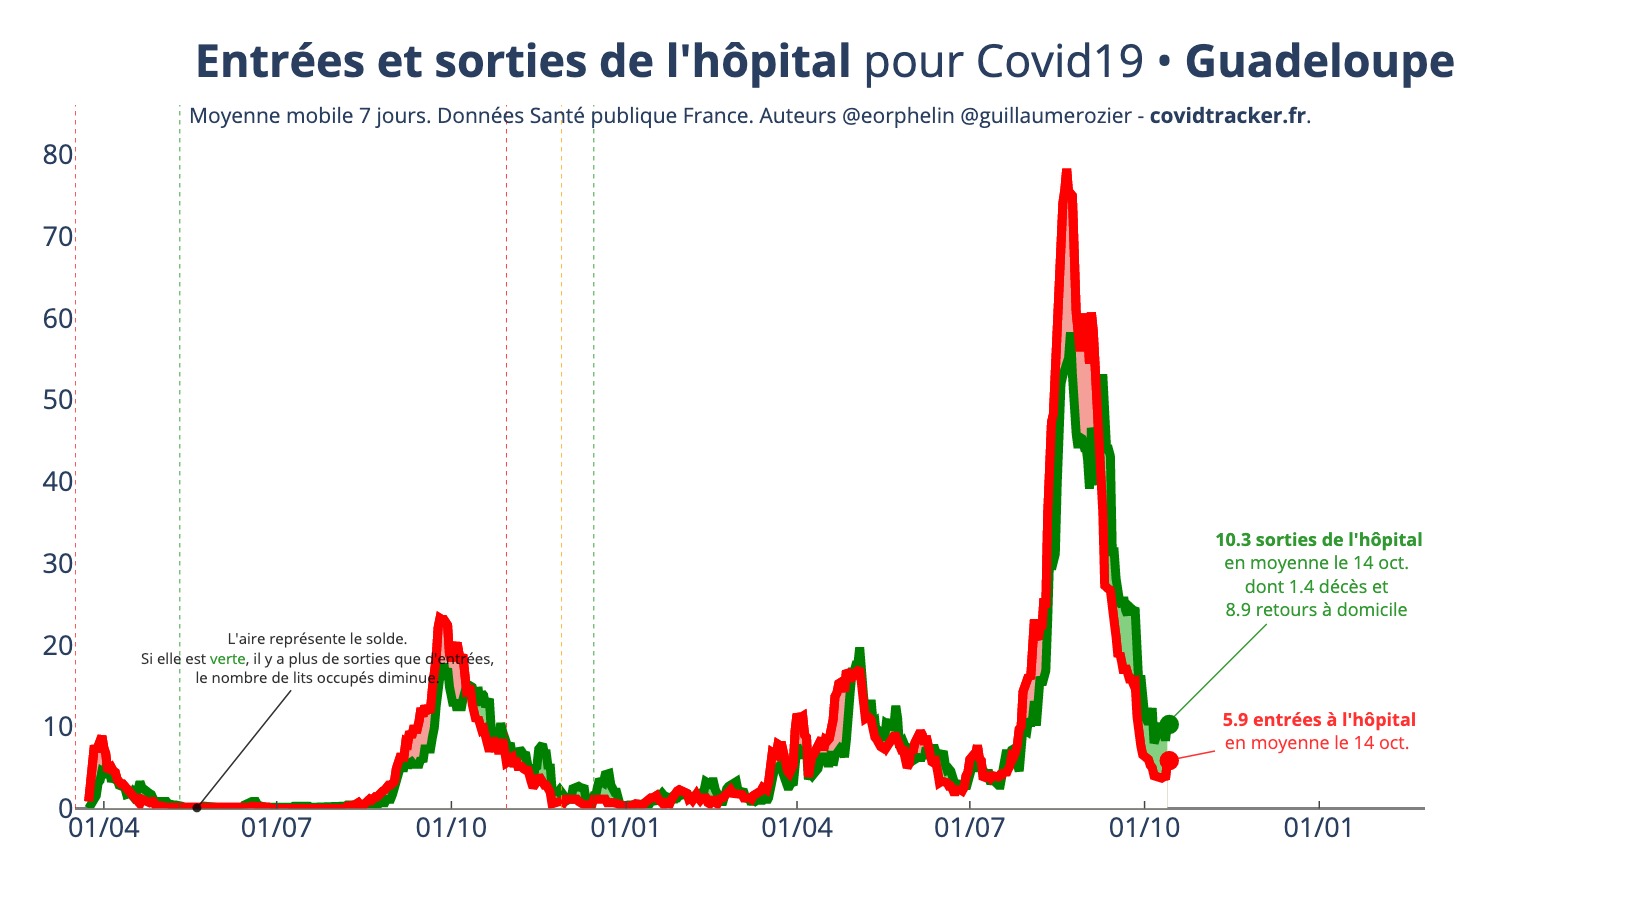 Entrées et sorties de l'hôpital pour Covid19 • Guadeloupe
Moyenne mobile 7 jours. Données Santé publique France. Auteurs @eorphelin @guillaumerozier - covidtracker.fr.
80
70
60
50
40
30
20
10
0
L'aire représente le solde.
Si elle est verte, il y a plus de sorties que d'entrées,
le nombre de lits occupés diminue.
10.3 sorties de l'hôpital
en moyenne le 14 oct.
dont 1.4 décès et
8.9 retours à domicile
5.9 entrées à l'hôpital
en moyenne le 14 oct.
01/04 01/07 01/10 01/01 01/04 01/07 01/10 01/01